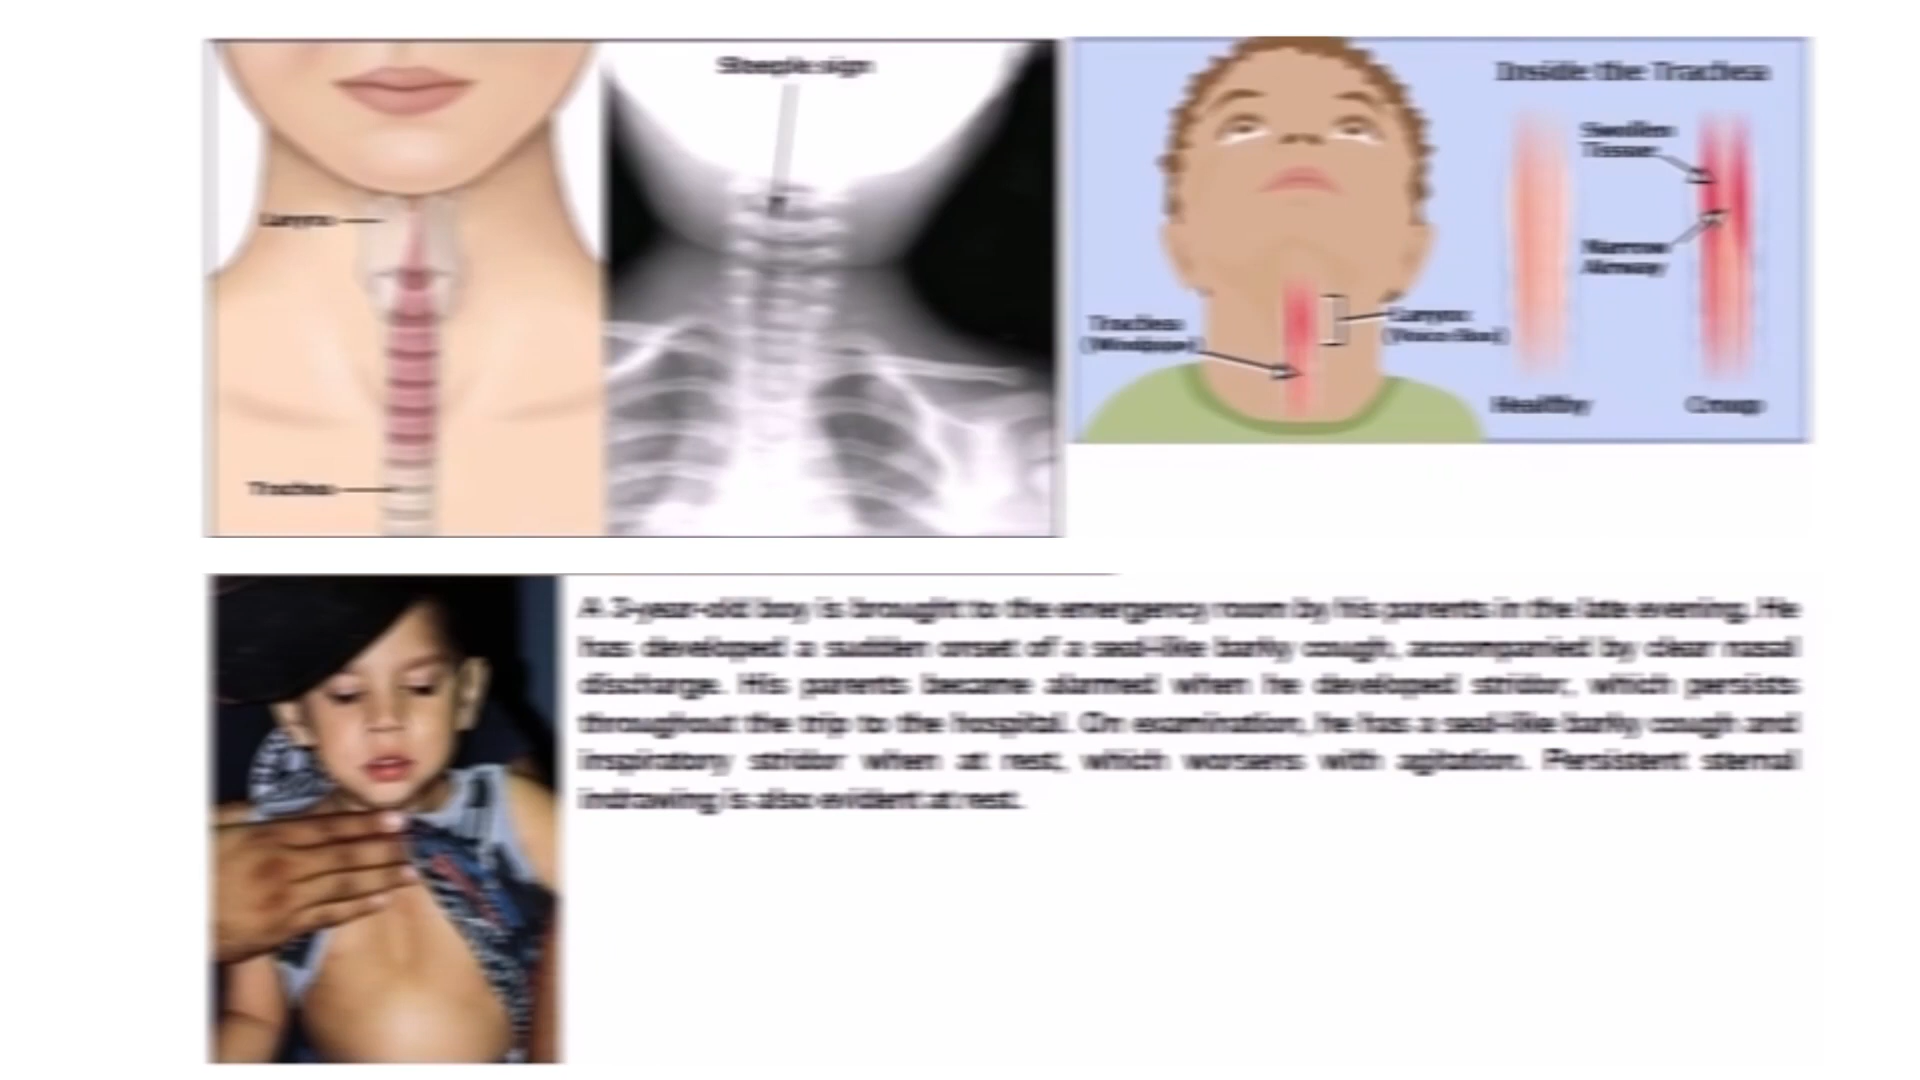 Steeple sign
Larynx
Trachea
Inside the Trachea
Swollen
Tissue
Narrow
Airway
Trachea
(Windpipe)
Larynx
(Voice Box)
Healthy
Croup
A 3-year-old boy is brought to the emergency room by his parents in the late evening. He
has developed a sudden onset of a seal-like barky cough, accompanied by clear nasal
discharge. His parents became alarmed when he developed stridor, which persists
throughout the trip to the hospital. On examination, he has a seal-like barky cough and
inspiratory stridor when at rest, which worsens with agitation. Persistent sternal
indrawing is also evident at rest.